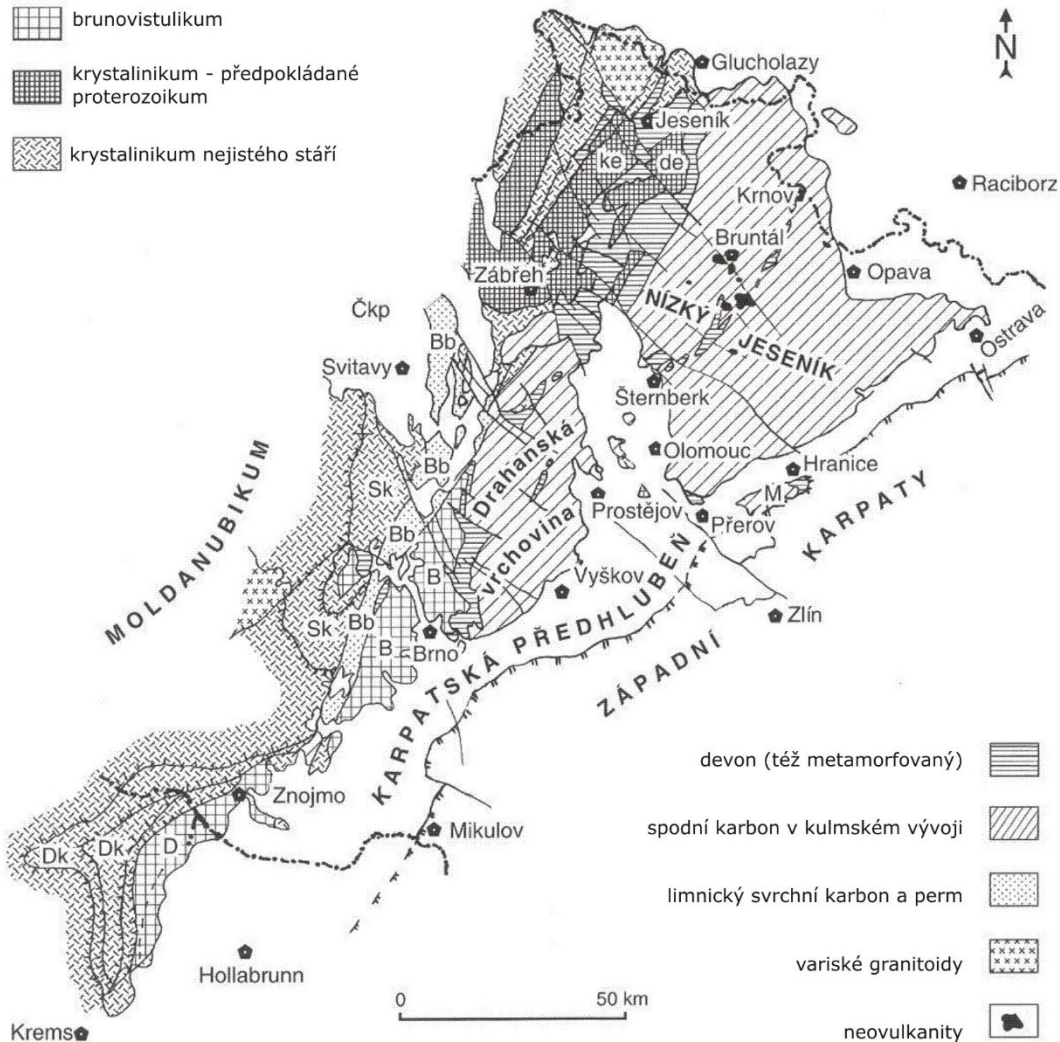 brunovistulikum
krystalinikum - předpokládané
proterozoikum
krystalinikum nejistého stáří
N
Glucholazy
Jeseník
ke
de
Raciborz
Krnov
Bruntál
Opava
Zábřeh
NÍZKÝ
JESENÍK
Ostrava
Čkp
Bb
Svitavy
Šternberk
Drahanská
vrchovina
Olomouc
Hranice
Bb
Sk
M
Prostějov
Přerov
KARPATY
MOLDANUBIKUM
Bb
B
Vyškov
Zlín
Sk
Bb
B
Brno
KARPATSKÁ PŘEDHLUBEŇ
ZÁPADNÍ
Znojmo
Mikulov
Dk
Dk
D
Hollabrunn
Krems
0
50 km
devon (též metamorfovaný)
spodní karbon v kulmském vývoji
limnický svrchní karbon a perm
variské granitoidy
neovulkanity